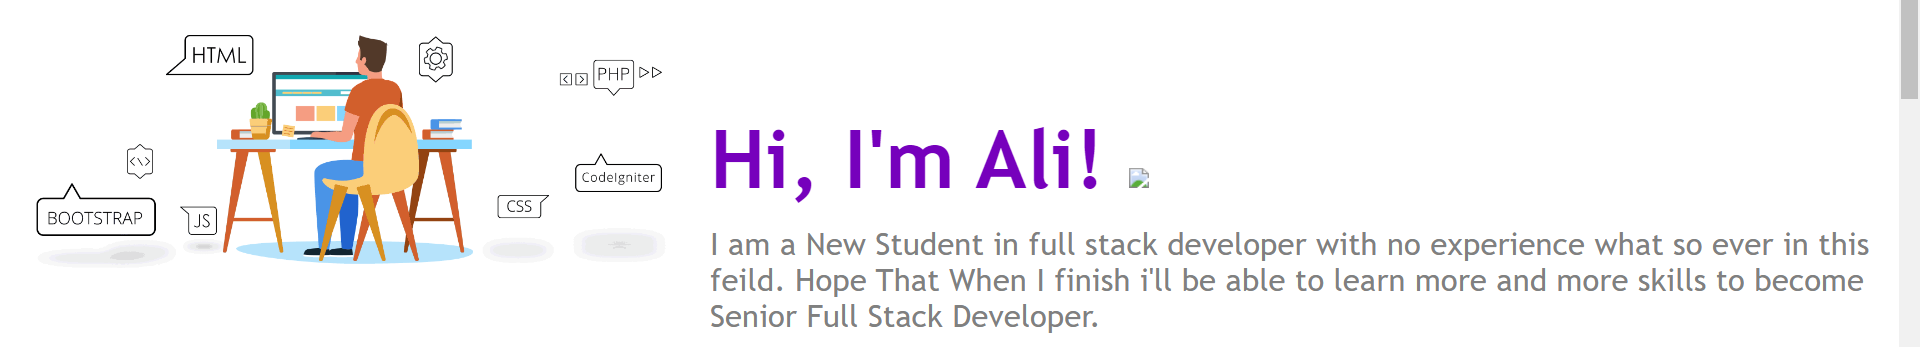 HTML
PHP
CodeIgniter
BOOTSTRAP
JS
CSS
Hi, I'm Ali!
I am a New Student in full stack developer with no experience what so ever in this
feild. Hope That When I finish i'll be able to learn more and more skills to become
Senior Full Stack Developer.